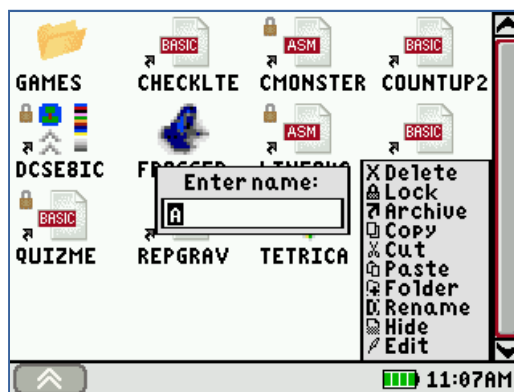 BASIC ASM BASIC
GAMES CHECKLTE CMONSTER COUNTUP2
BASIC ASM BASIC
DCSE8IC
Enter name:
A
BASIC
QUIZME REPGRAV TETRICA
Delete
Lock
Archive
Copy
Cut
Paste
Folder
Rename
Hide
Edit
11:07AM